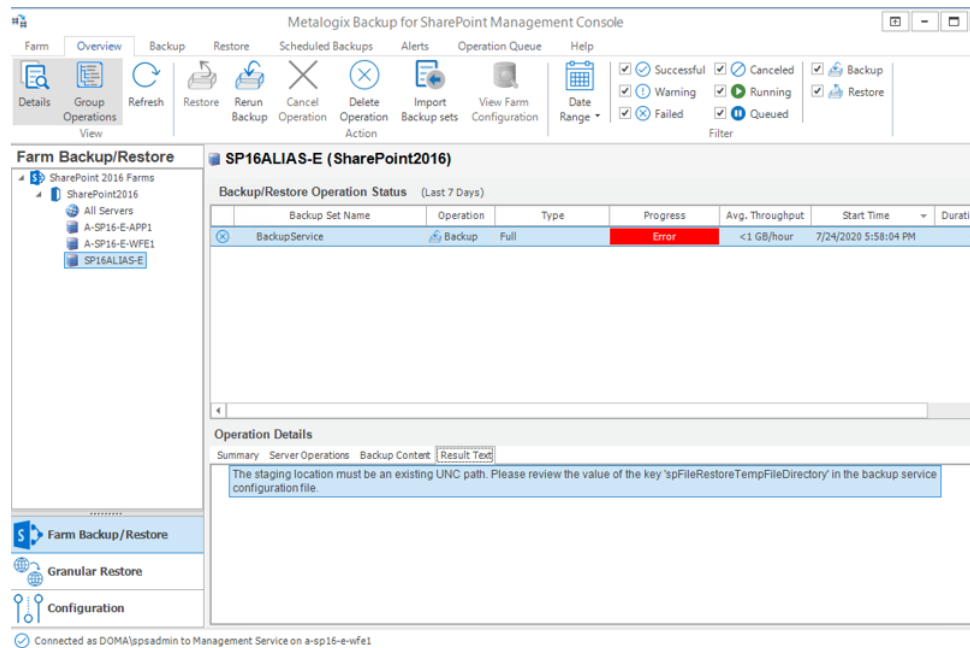 Metalogix Backup for SharePoint Management Console
Farm Overview Backup Restore Scheduled Backups Alerts Operation Queue Help
Details
Group Operations
Refresh
Restore
Rerun Backup
Cancel Operation
Delete Operation
Import Backup sets
View Farm Configuration
Date Range
Successful Canceled Backup
Warning Running Restore
Failed Queued
View Action Filter
Farm Backup/Restore
SharePoint 2016 Farms
SharePoint2016
All Servers
A-SP16-E-APP1
A-SP16-E-WFE1
SP16ALIAS-E
SP16ALIAS-E (SharePoint2016)
Backup/Restore Operation Status (Last 7 Days)
Backup Set Name Operation Type Progress Avg. Throughput Start Time Durati
BackupService Backup Full Error <1 GB/hour 7/24/2020 5:58:04 PM
Operation Details
Summary Server Operations Backup Content Result Text
The staging location must be an existing UNC path. Please review the value of the key 'spFileRestoreTempFileDirectory' in the backup service
configuration file.
Farm Backup/Restore
Granular Restore
Configuration
Connected as DOMA\spsadmin to Management Service on a-sp16-e-wfe1